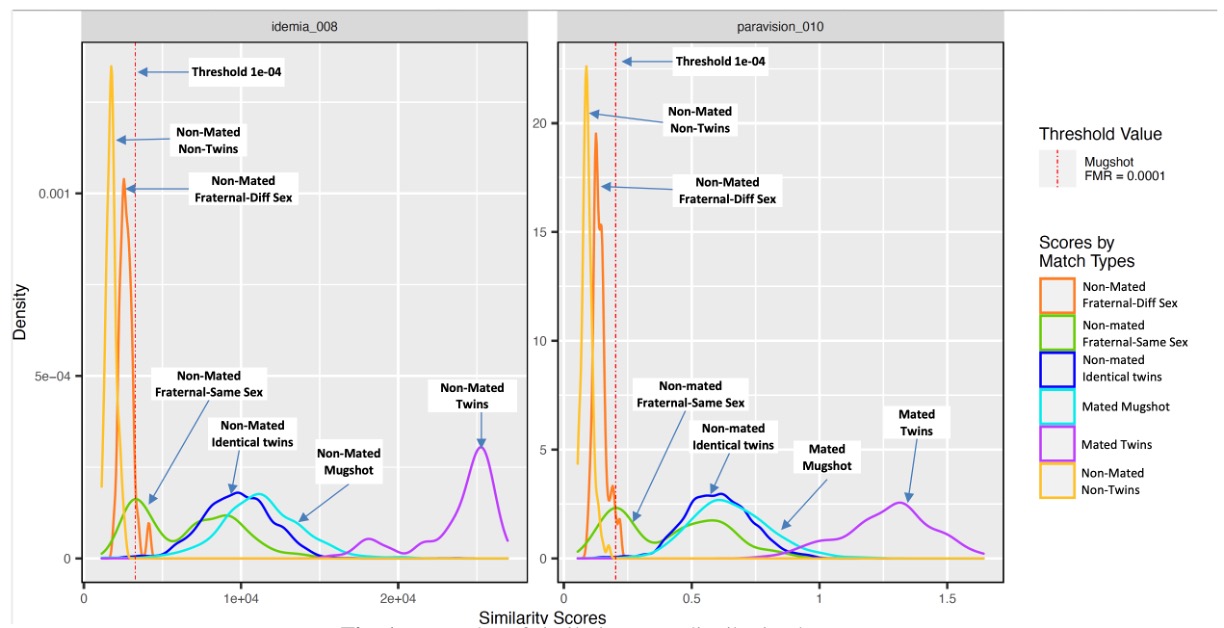 idemia_008
paravision_010
Threshold 1e-04
Non-Mated
Non-Twins
Non-Mated
Fraternal-Diff Sex
Non-Mated
Fraternal-Same Sex
Non-Mated
Identical twins
Non-Mated
Mugshot
Non-Mated
Twins
Threshold 1e-04
Non-Mated
Non-Twins
Non-Mated
Fraternal-Diff Sex
Non-mated
Fraternal-Same Sex
Non-mated
Identical twins
Mated
Mugshot
Mated
Twins
Density
0.001
5e-04
0
20
15
10
5
0
0
1e+04
2e+04
0
0.5
1
1.5
Similarity Scores
Threshold Value
Mugshot
FMR = 0.0001
Scores by
Match Types
Non-Mated
Fraternal-Diff Sex
Non-mated
Fraternal-Same Sex
Non-mated
Identical twins
Mated Mugshot
Mated Twins
Non-Mated
Non-Twins